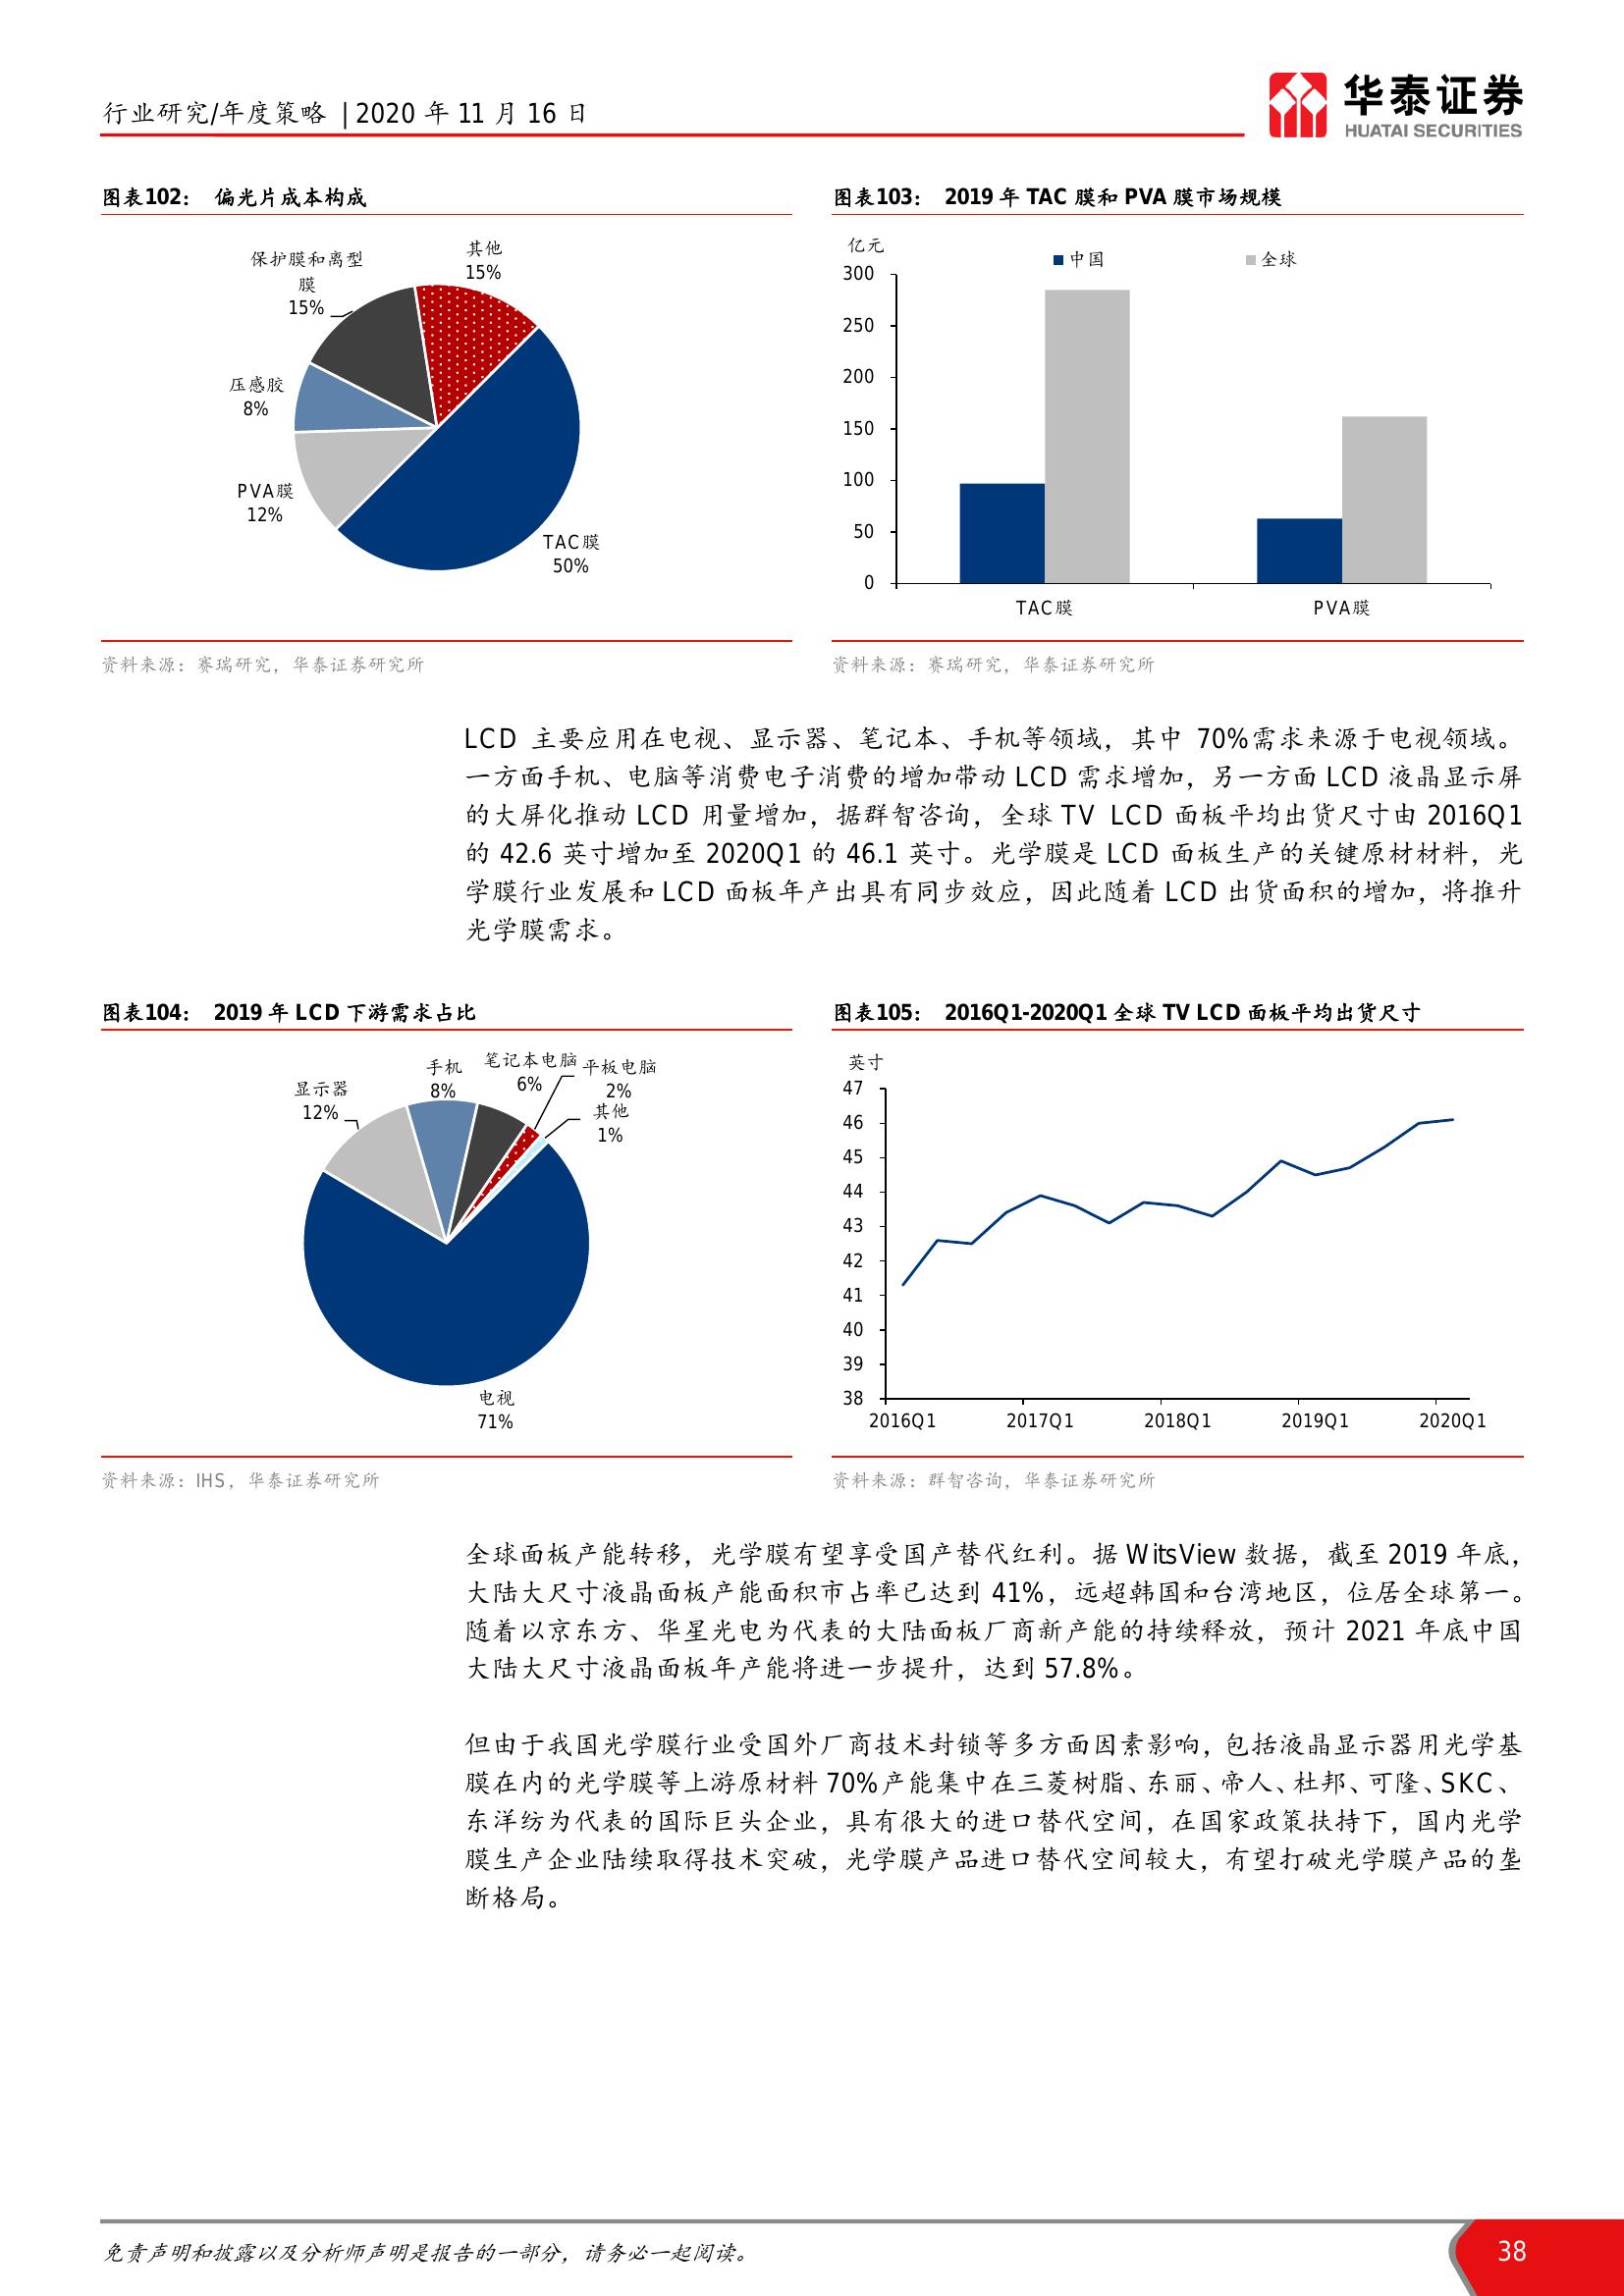 行业研究/年度策略 | 2020 年 11 月 16 日
华泰证券
HUATAI SECURITIES
图表102： 偏光片成本构成
其他
15%
保护膜和离型
膜
15%
压感胶
8%
PVA膜
12%
TAC膜
50%
资料来源：赛瑞研究，华泰证券研究所
图表103： 2019 年 TAC 膜和 PVA 膜市场规模
亿元
中国 全球
300
250
200
150
100
50
0
TAC膜 PVA膜
资料来源：赛瑞研究，华泰证券研究所
LCD 主要应用在电视、显示器、笔记本、手机等领域，其中 70%需求来源于电视领域。
一方面手机、电脑等消费电子消费的增加带动 LCD 需求增加，另一方面 LCD 液晶显示屏
的大屏化推动 LCD 用量增加，据群智咨询，全球 TV LCD 面板平均出货尺寸由 2016Q1
的 42.6 英寸增加至 2020Q1 的 46.1 英寸。光学膜是 LCD 面板生产的关键原材材料，光
学膜行业发展和 LCD 面板年产出具有同步效应，因此随着 LCD 出货面积的增加，将推升
光学膜需求。
图表104： 2019 年 LCD 下游需求占比
显示器
12%
手机
8%
笔记本电脑
6%
平板电脑
2%
其他
1%
电视
71%
资料来源：IHS，华泰证券研究所
图表105： 2016Q1-2020Q1 全球 TV LCD 面板平均出货尺寸
英寸
47
46
45
44
43
42
41
40
39
38
2016Q1 2017Q1 2018Q1 2019Q1 2020Q1
资料来源：群智咨询，华泰证券研究所
全球面板产能转移，光学膜有望享受国产替代红利。据 WitsView 数据，截至 2019 年底，
大陆大尺寸液晶面板产能面积市占率已达到 41%，远超韩国和台湾地区，位居全球第一。
随着以京东方、华星光电为代表的大陆面板厂商新产能的持续释放，预计 2021 年底中国
大陆大尺寸液晶面板年产能将进一步提升，达到 57.8%。
但由于我国光学膜行业受国外厂商技术封锁等多方面因素影响，包括液晶显示器用光学基
膜在内的光学膜等上游原材料 70%产能集中在三菱树脂、东丽、帝人、杜邦、可隆、SKC、
东洋纺为代表的国际巨头企业，具有很大的进口替代空间，在国家政策扶持下，国内光学
膜生产企业陆续取得技术突破，光学膜产品进口替代空间较大，有望打破光学膜产品的垄
断格局。
免责声明和披露以及分析师声明是报告的一部分，请务必一起阅读。
38